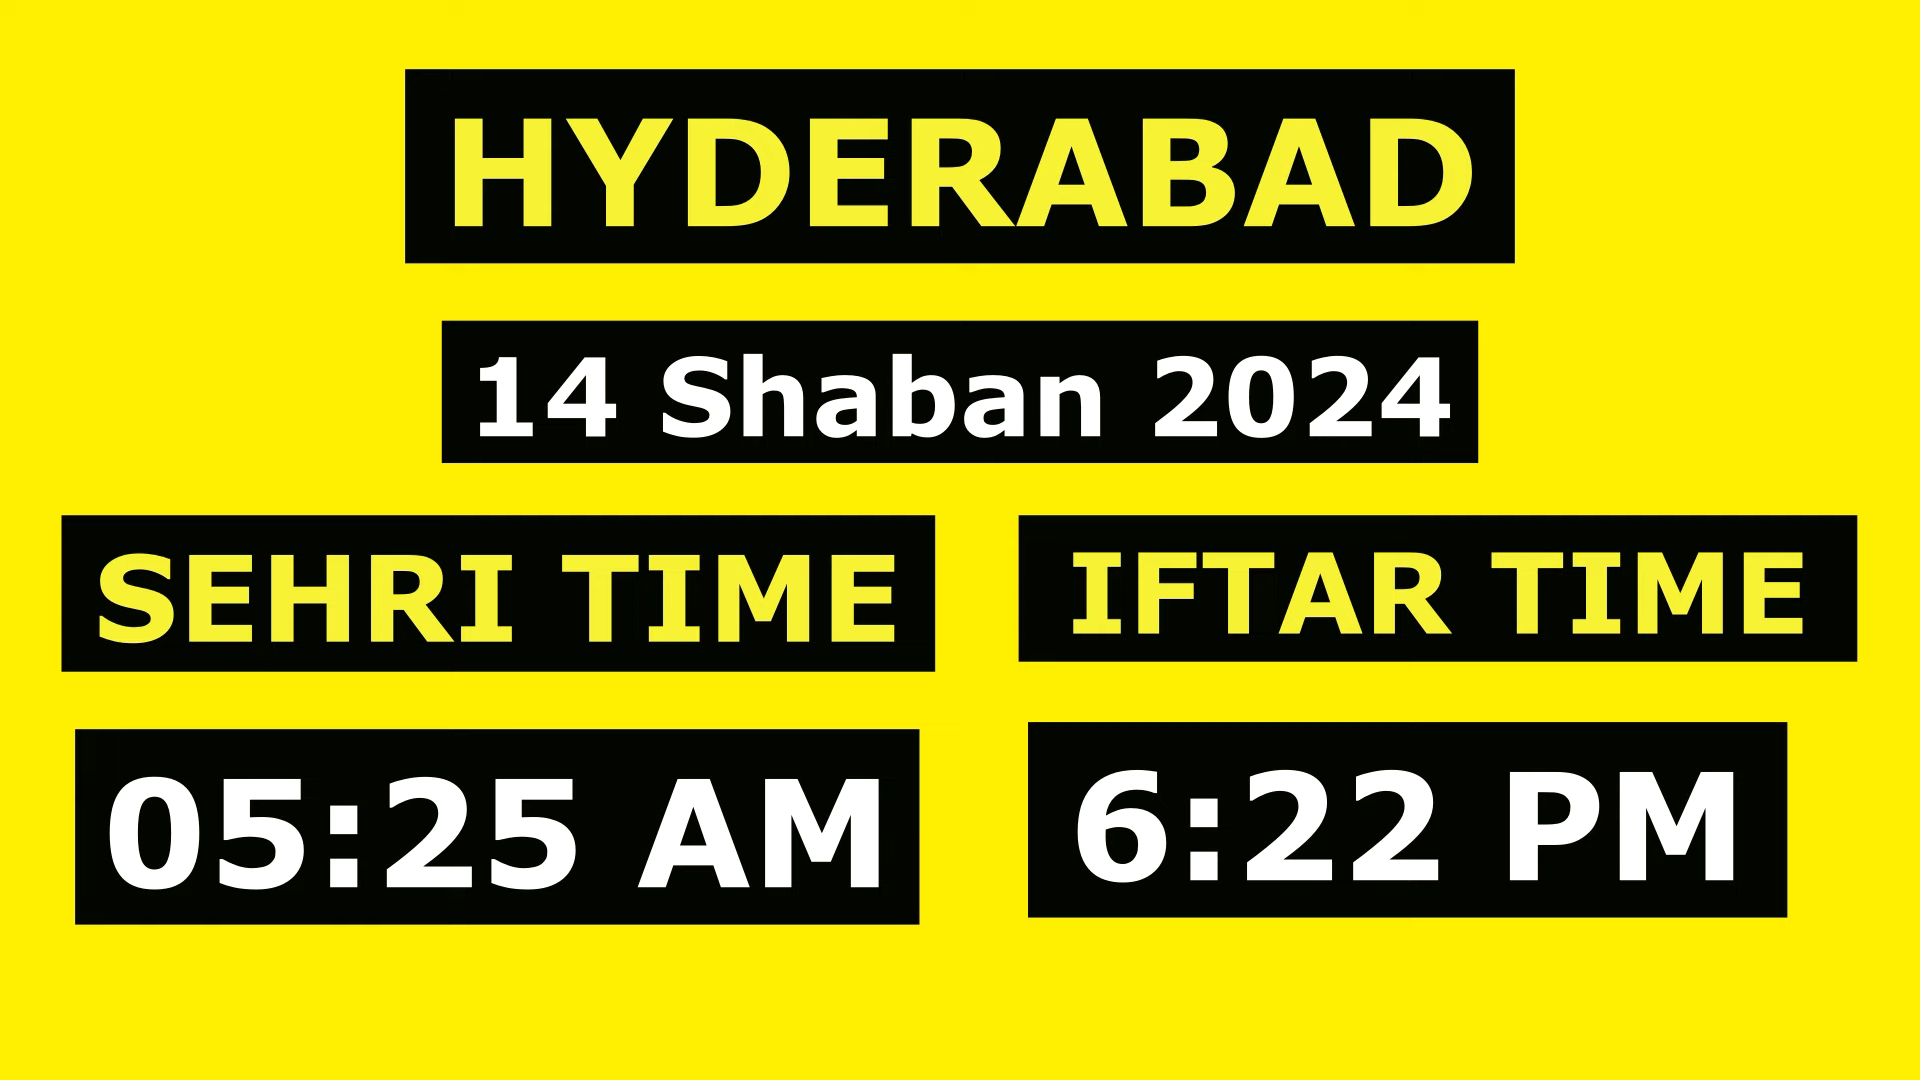 HYDERABAD
14 Shaban 2024
SEHRI TIME
IFTAR TIME
05:25 AM
6:22 PM